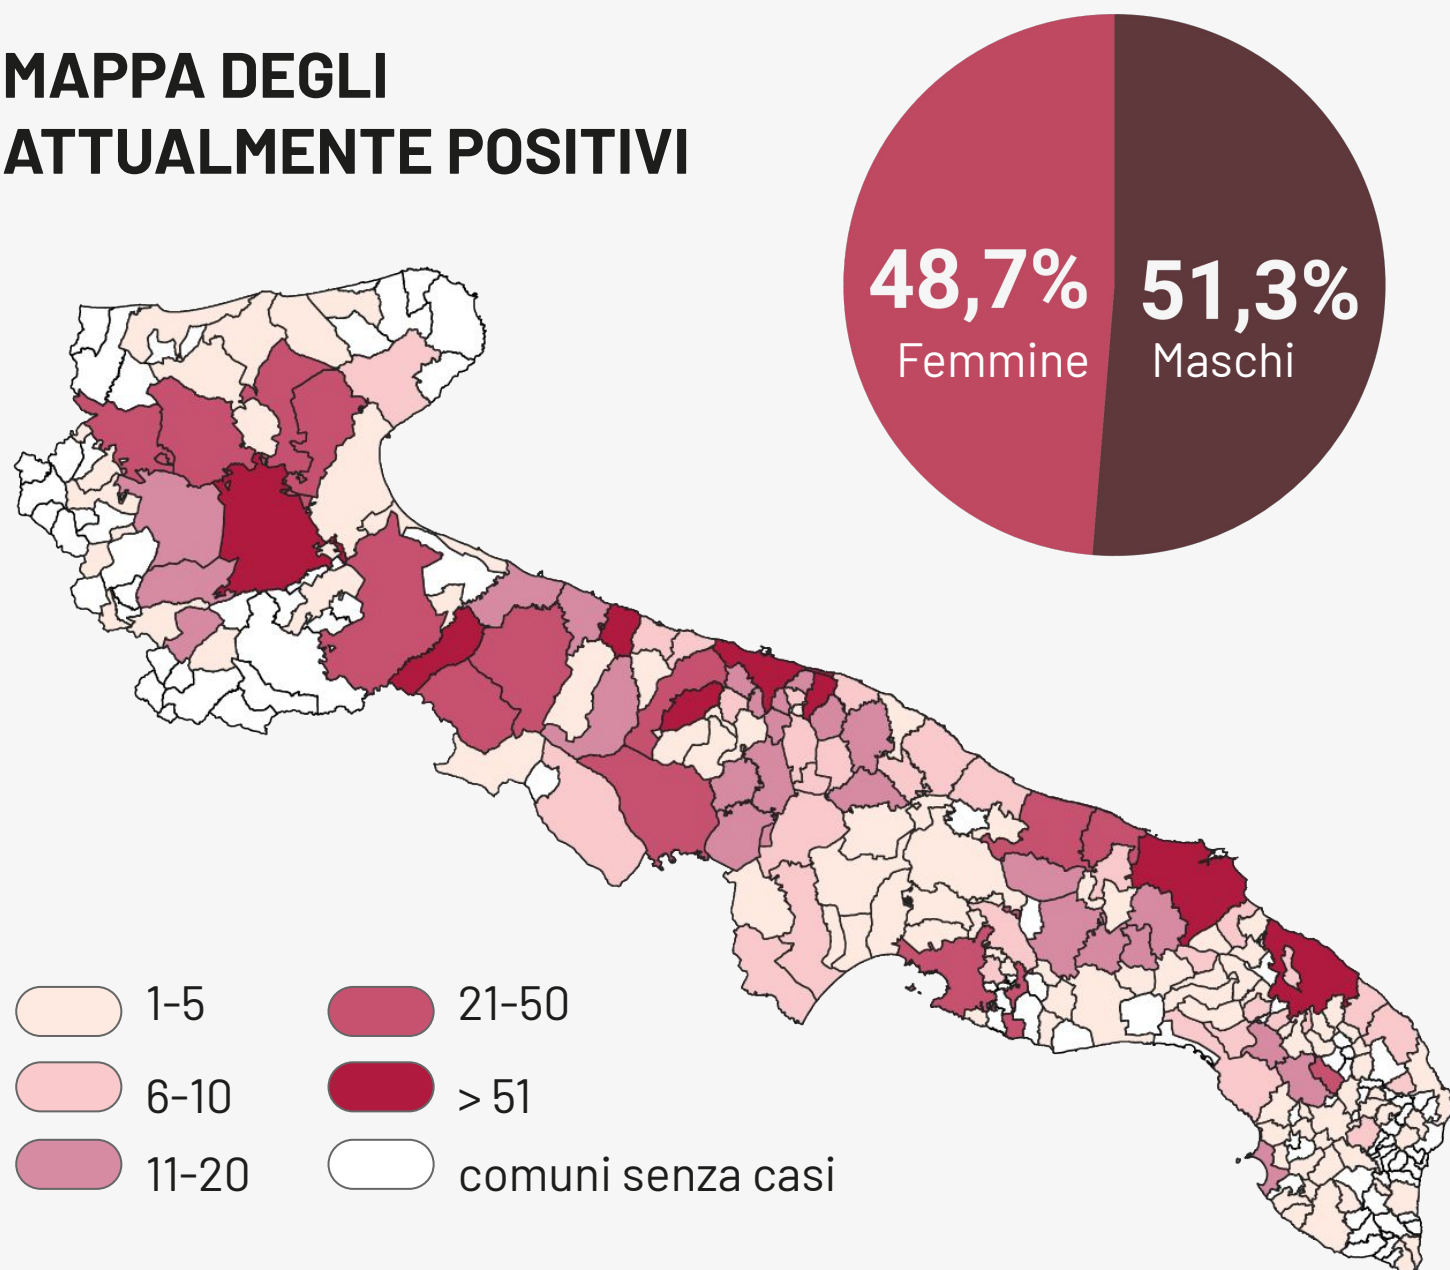 MAPPA DEGLI
ATTUALMENTE POSITIVI
48,7%
Femmine
51,3%
Maschi
1-5
6-10
11-20
21-50
> 51
comuni senza casi